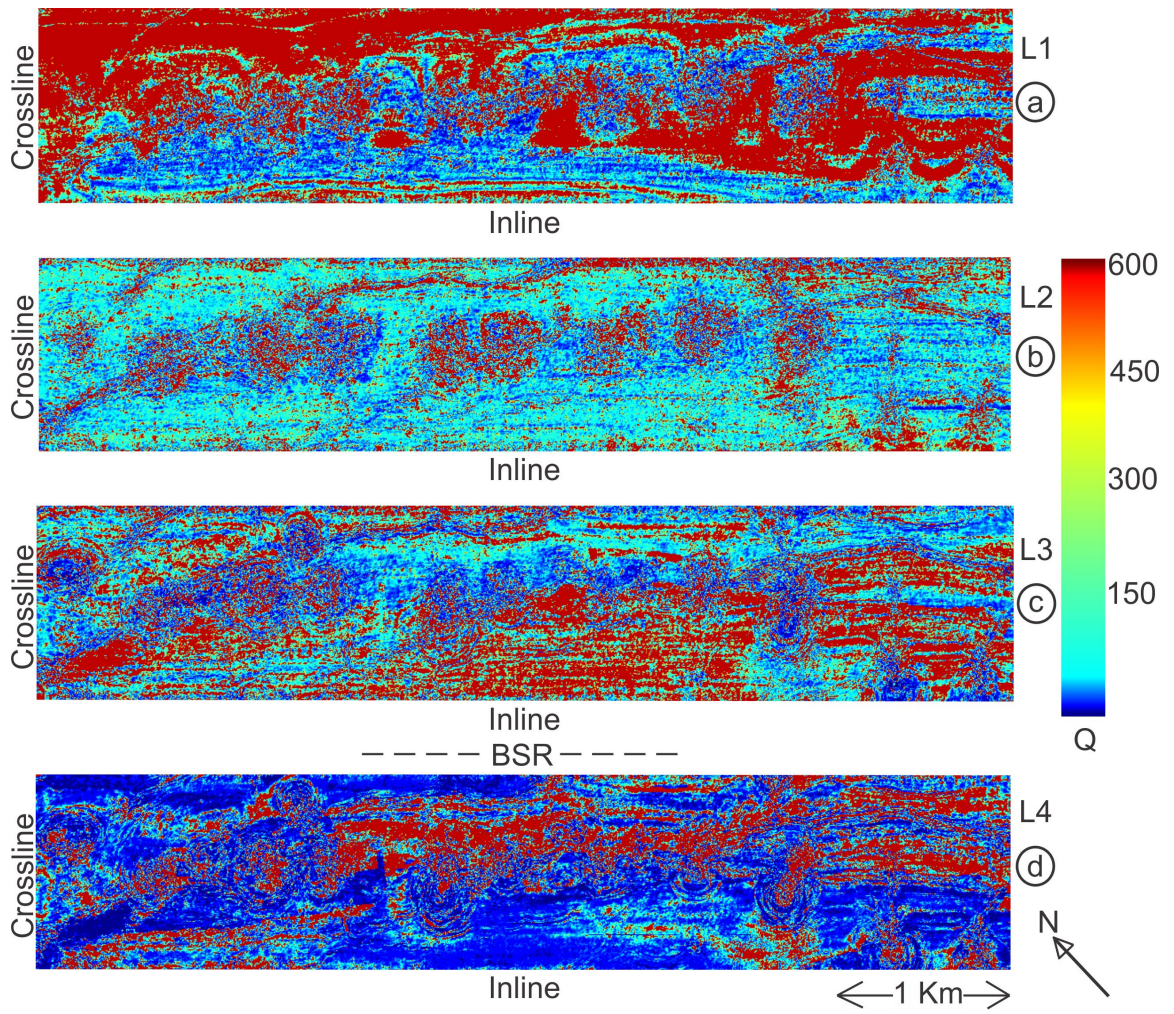 Crossline
L1
a
Inline
Crossline
L2
b
Inline
600
450
300
150
Q
Crossline
L3
c
Inline
— — — — BSR — — — —
Crossline
L4
d
Inline
N
1 Km